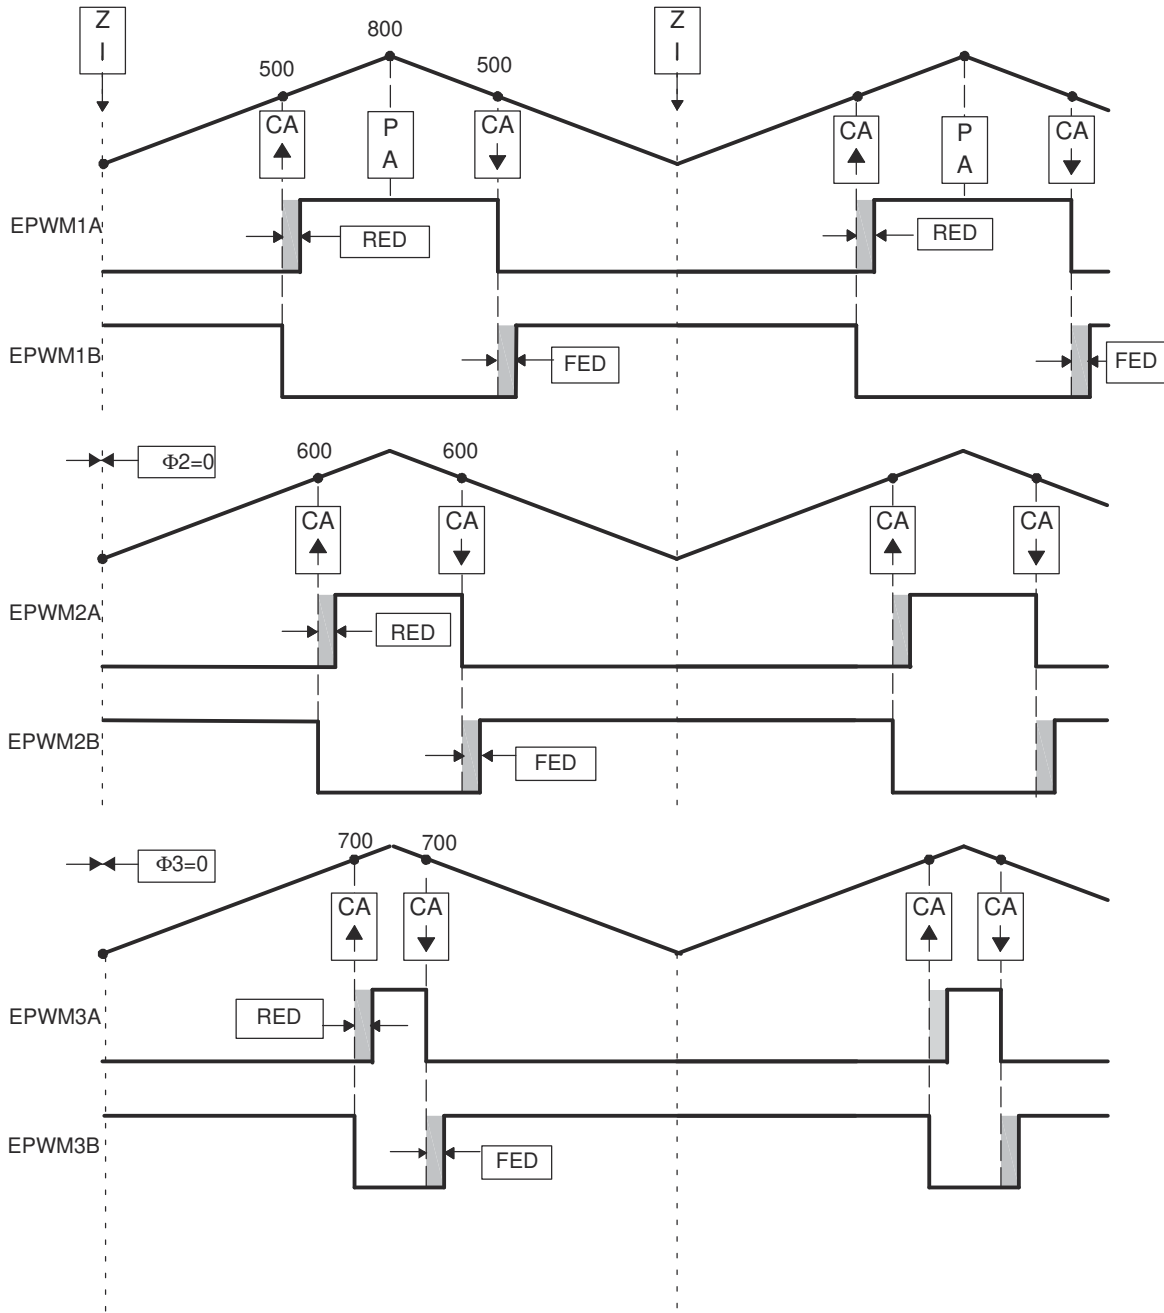 Z
I
Z
I
800
500
500
CA
P
A
CA
CA
P
A
CA
EPWM1A
RED
RED
EPWM1B
FED
FED
Φ2=0
600
600
CA
CA
CA
CA
EPWM2A
RED
EPWM2B
FED
Φ3=0
700
700
CA
CA
CA
CA
EPWM3A
RED
EPWM3B
FED